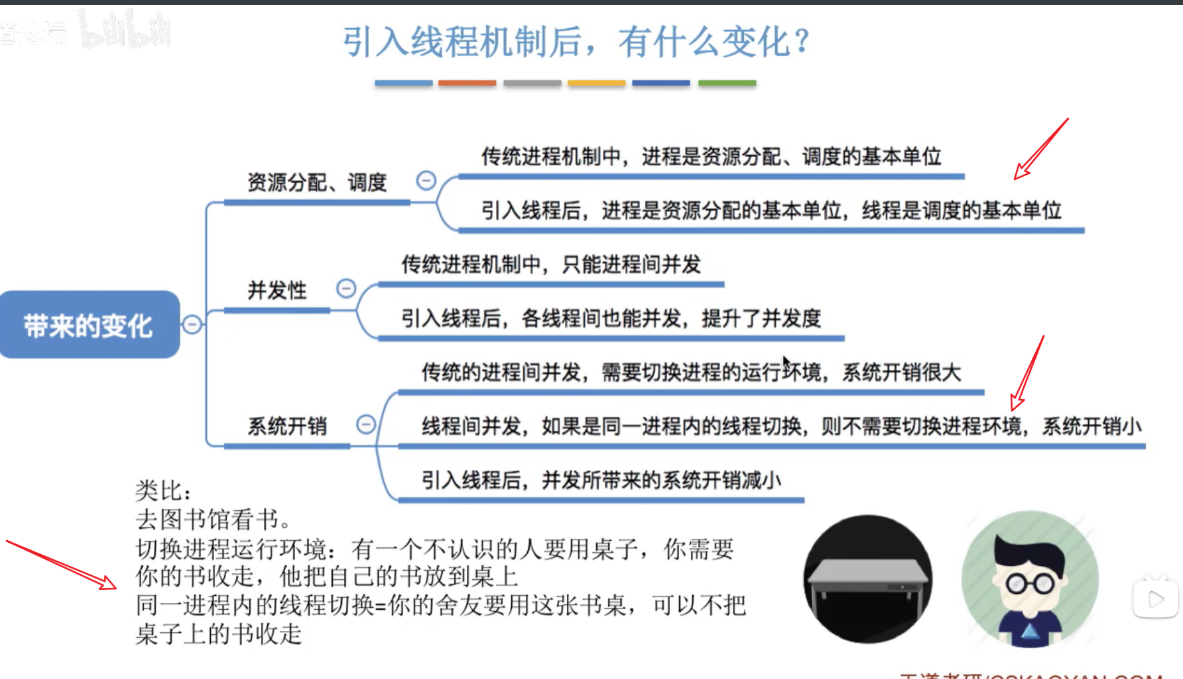 bilibili
引入线程机制后，有什么变化？
带来的变化
资源分配、调度
传统进程机制中，进程是资源分配、调度的基本单位
引入线程后，进程是资源分配的基本单位，线程是调度的基本单位
并发性
传统进程机制中，只能进程间并发
引入线程后，各线程间也能并发，提升了并发度
系统开销
传统的进程间并发，需要切换进程的运行环境，系统开销很大
线程间并发，如果是同一进程内的线程切换，则不需要切换进程环境，系统开销小
引入线程后，并发所带来的系统开销减小
类比：
去图书馆看书。
切换进程运行环境：有一个不认识的人要用桌子，你需要
你的书收走，他把自己的书放到桌上
同一进程内的线程切换=你的舍友要用这张书桌，可以不把
桌子上的书收走
王道考研/CSKAOYAN.COM